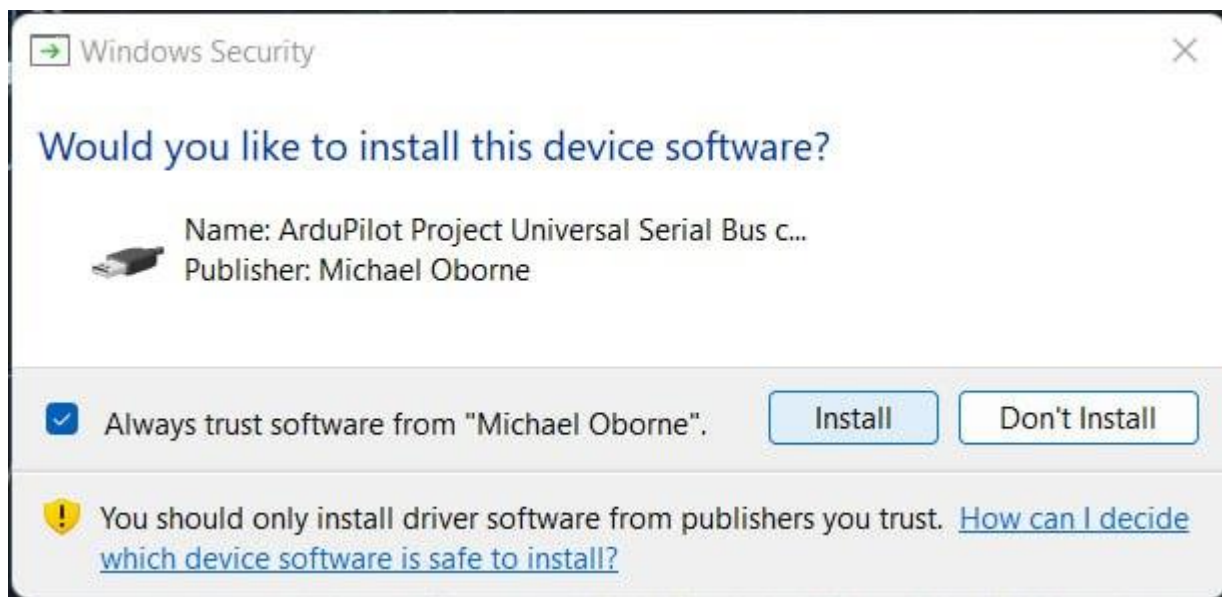 Windows Security
Would you like to install this device software?
Name: ArduPilot Project Universal Serial Bus c...
Publisher: Michael Oborne
Always trust software from "Michael Oborne".
Install
Don't Install
You should only install driver software from publishers you trust. How can I decide
which device software is safe to install?